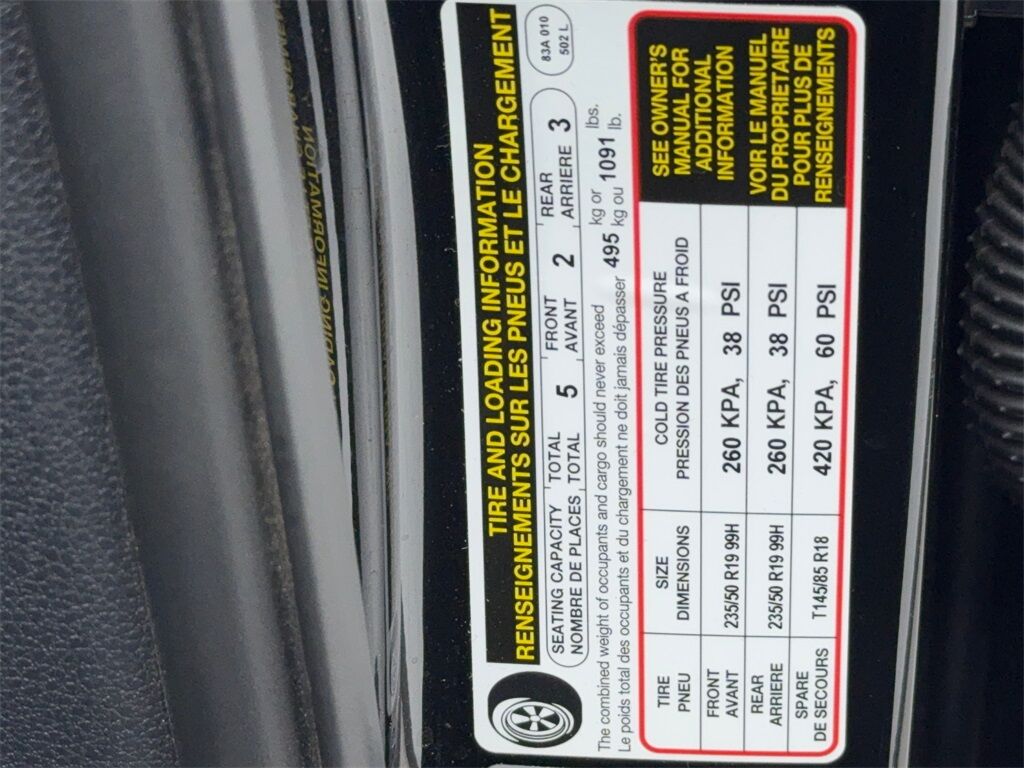 TIRE AND LOADING INFORMATION
RENSEIGNEMENTS SUR LES PNEUS ET LE CHARGEMENT
83A 010
502 L
SEATING CAPACITY TOTAL 5 FRONT 2 REAR 3
NOMBRE DE PLACES TOTAL AVANT ARRIERE
The combined weight of occupants and cargo should never exceed 495 kg or 1091 lbs.
Le poids total des occupants et du chargement ne doit jamais dépasser kg ou lb.
TIRE SIZE COLD TIRE PRESSURE
PNEU DIMENSIONS PRESSION DES PNEUS A FROID
FRONT
AVANT 235/50 R19 99H 260 KPA, 38 PSI
REAR
ARRIERE 235/50 R19 99H 260 KPA, 38 PSI
SPARE
DE SECOURS T145/85 R18 420 KPA, 60 PSI
SEE OWNER'S
MANUAL FOR
ADDITIONAL
INFORMATION
VOIR LE MANUEL
DU PROPRIETAIRE
POUR PLUS DE
RENSEIGNEMENTS